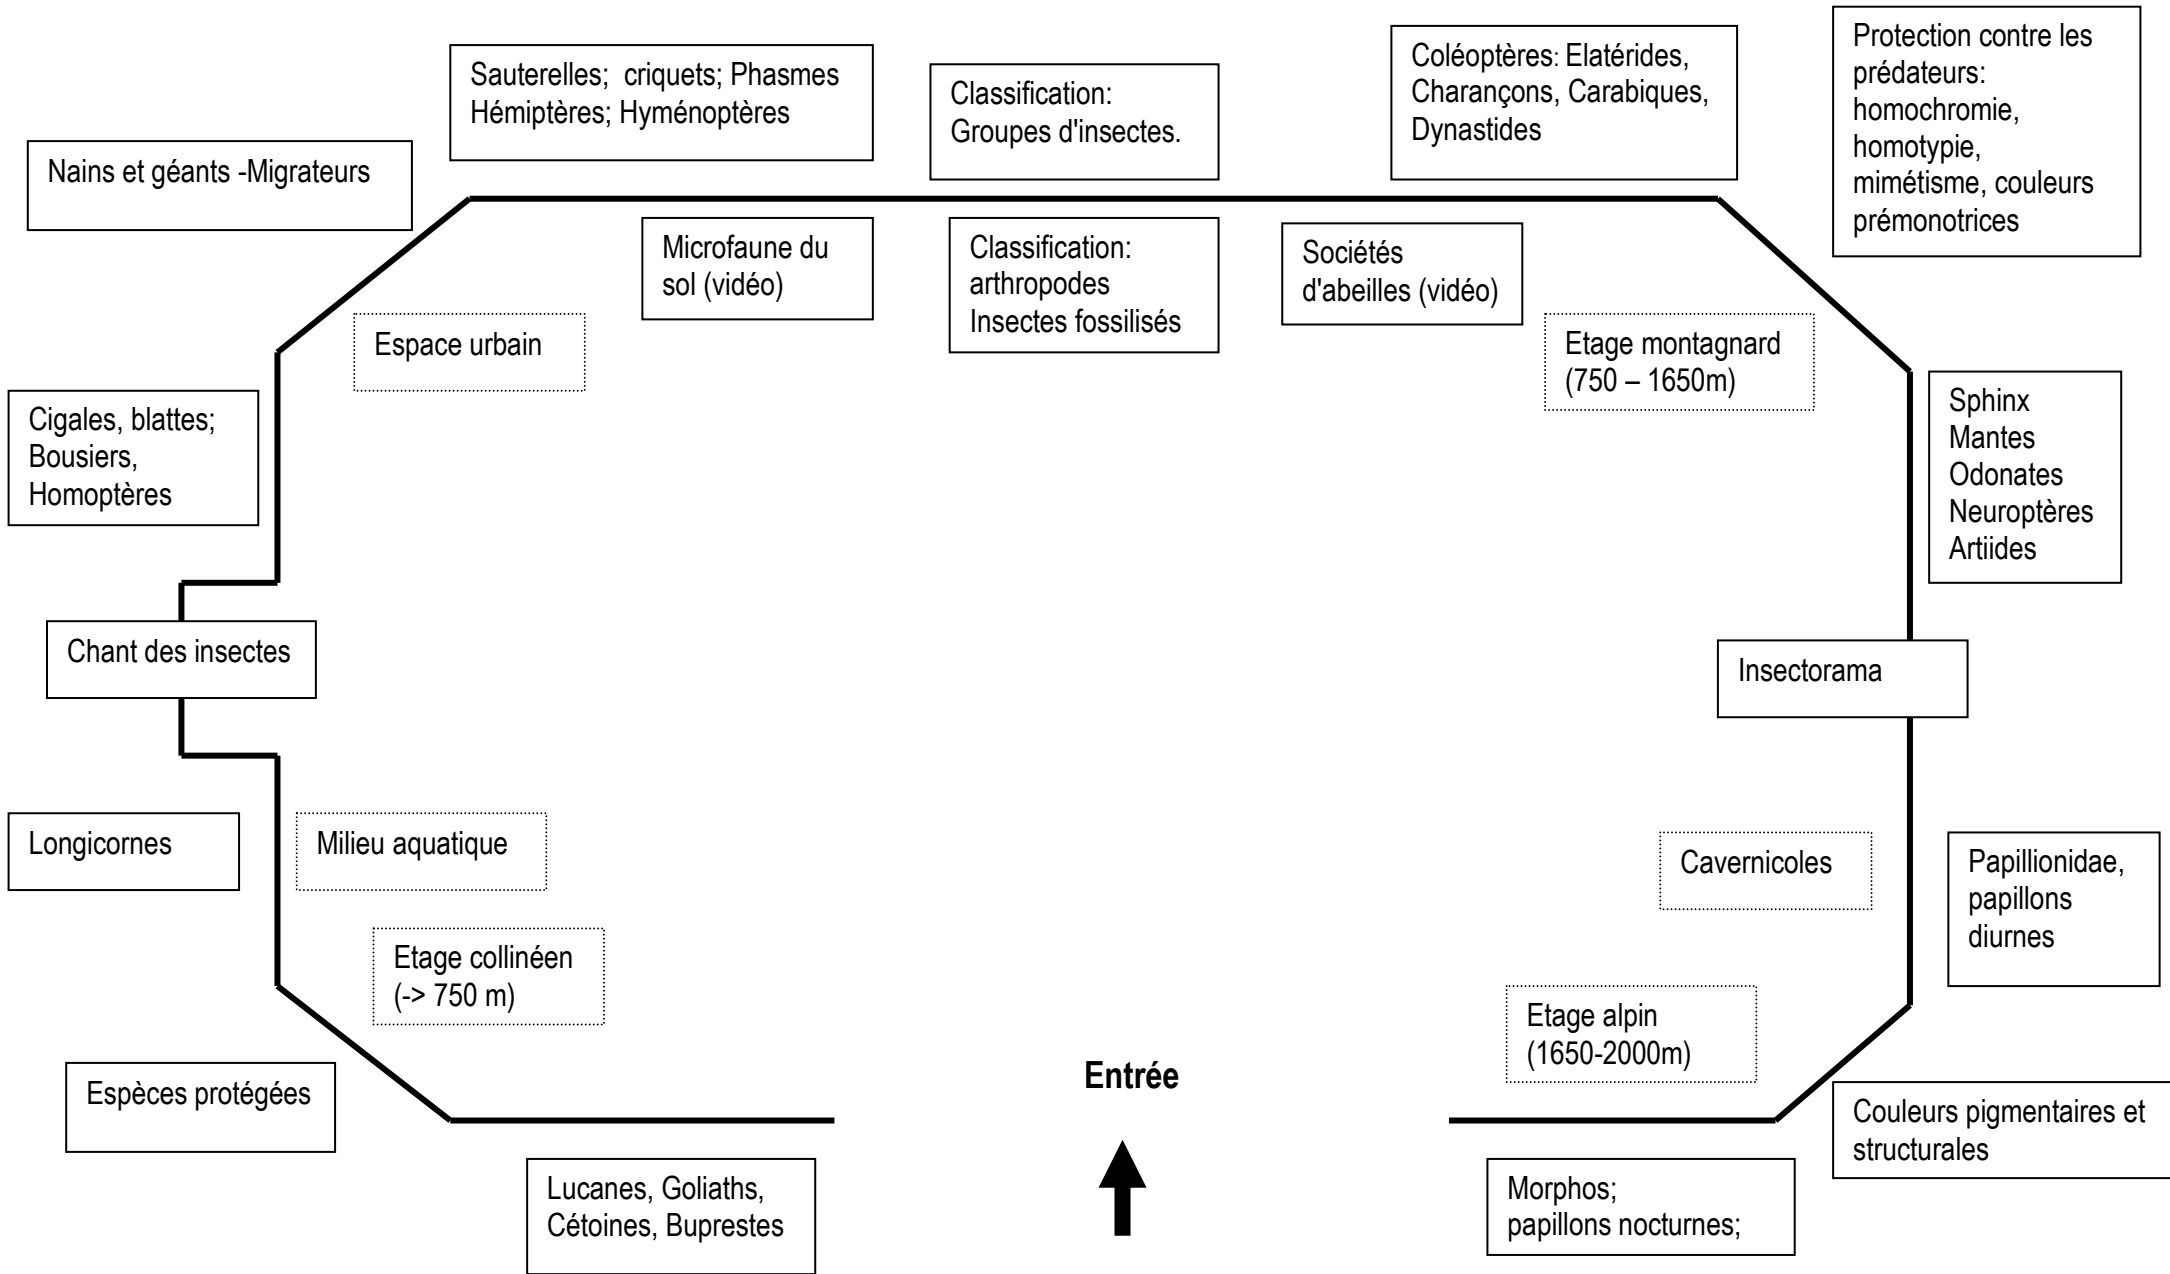 Sauterelles; criquets; Phasmes
Hémiptères; Hyménoptères
Classification:
Groupes d'insectes.
Coléoptères: Elatérides,
Charançons, Carabiques,
Dynastides
Protection contre les
prédateurs:
homochromie,
homotypie,
mimétisme, couleurs
prémonotrices
Nains et géants -Migrateurs
Microfaune du
sol (vidéo)
Classification:
arthropodes
Insectes fossilisés
Sociétés
d'abeilles (vidéo)
Espace urbain
Etage montagnard
(750 – 1650m)
Cigales, blattes;
Bousiers,
Homoptères
Sphinx
Mantes
Odonates
Neuroptères
Artiides
Chant des insectes
Insectorama
Longicornes
Milieu aquatique
Cavernicoles
Papillionidae,
papillons
diurnes
Etage collinéen
(-> 750 m)
Etage alpin
(1650-2000m)
Entrée
Espèces protégées
Couleurs pigmentaires et
structurales
Lucanes, Goliaths,
Cétoines, Buprestes
Morphos;
papillons nocturnes;